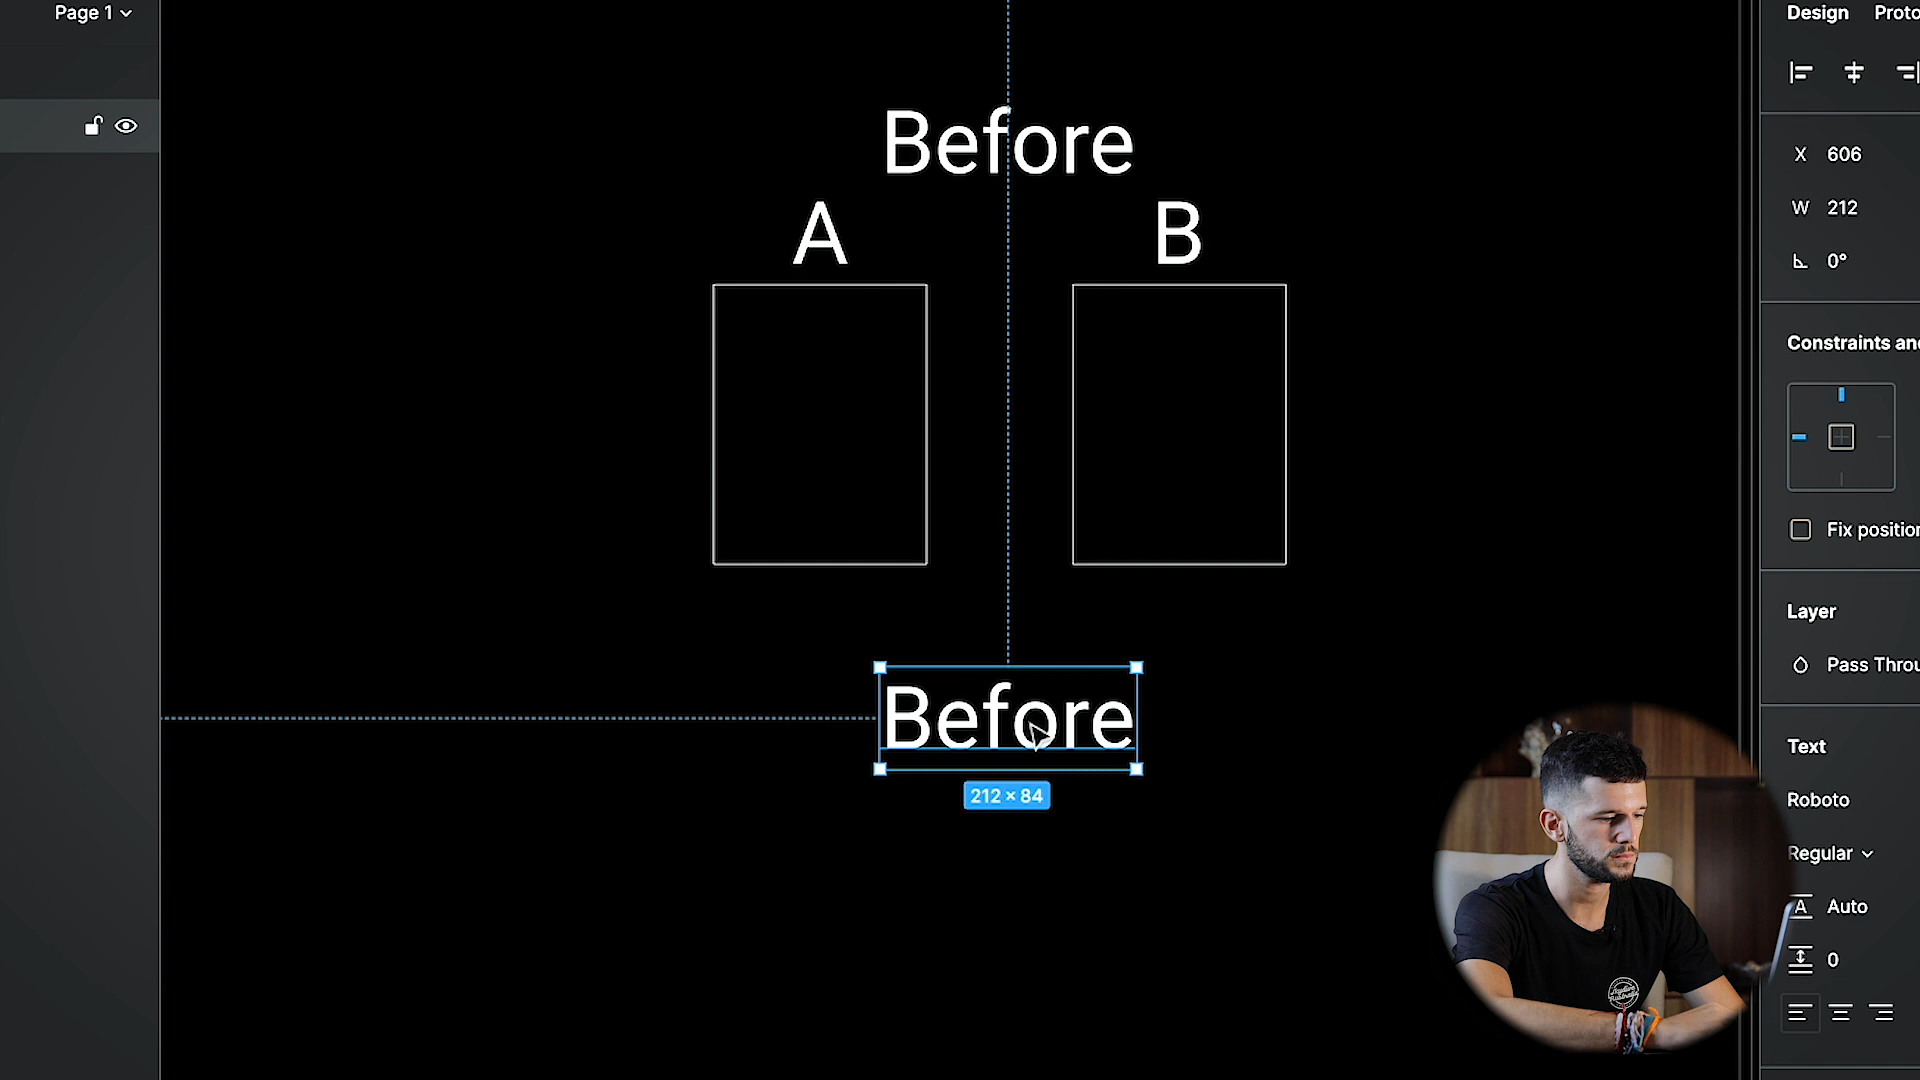 Page 1
Design Proto
Before
X 606
A B
W 212
0°
Constraints an
Fix position
Layer
Pass Throu
Before
Text
212 × 84
Roboto
Regular
A Auto
0